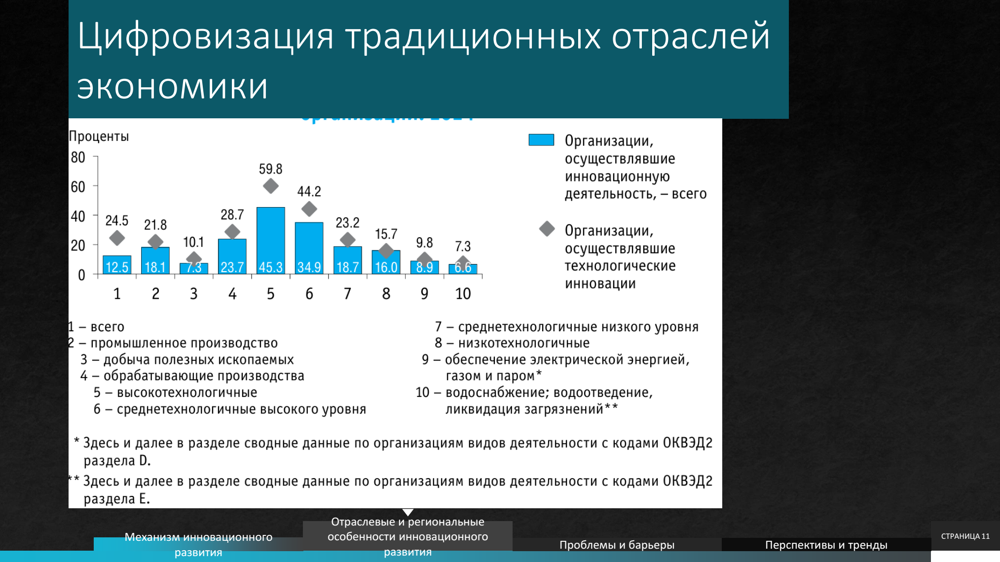 Цифровизация традиционных отраслей
экономики
Проценты
80
60
40
20
0
24.5
21.8
10.1
28.7
59.8
44.2
23.2
15.7
9.8
7.3
12.5
18.1
7.3
23.7
45.3
34.9
18.7
16.0
8.9
6.6
1 2 3 4 5 6 7 8 9 10
Организации,
осуществлявшие
инновационную
деятельность, – всего
Организации,
осуществлявшие
технологические
инновации
1 – всего
2 – промышленное производство
3 – добыча полезных ископаемых
4 – обрабатывающие производства
5 – высокотехнологичные
6 – среднетехнологичные высокого уровня
7 – среднетехнологичные низкого уровня
8 – низкотехнологичные
9 – обеспечение электрической энергией,
газом и паром*
10 – водоснабжение; водоотведение,
ликвидация загрязнений**
* Здесь и далее в разделе сводные данные по организациям видов деятельности с кодами ОКВЭД2
раздела D.
** Здесь и далее в разделе сводные данные по организациям видов деятельности с кодами ОКВЭД2
раздела E.
Механизм инновационного
развития
Отраслевые и региональные
особенности инновационного
развития
Проблемы и барьеры
Перспективы и тренды
СТРАНИЦА 11